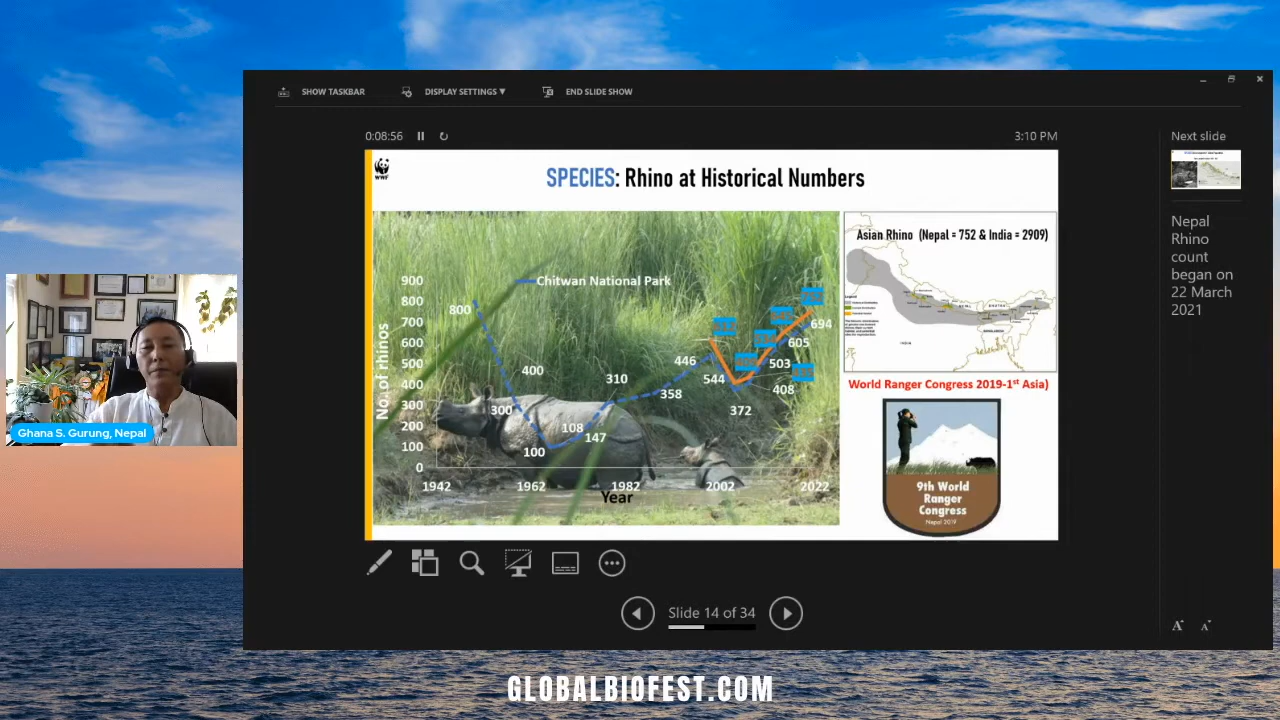 SHOW TASKBAR
DISPLAY SETTINGS ▼
END SLIDE SHOW
0:08:56
3:10 PM
Next slide
WWF
SPECIES: Rhino at Historical Numbers
Asian Rhino (Nepal = 752 & India = 2909)
Nepal
Rhino
count
began on
22 March
2021
900
800
700
600
500
400
300
200
100
0
No. of rhinos
Chitwan National Park
800
400
300
100
108
147
310
358
446
544
372
408
503
605
694
1942
1962
1982
2002
2022
Year
World Ranger Congress 2019-1st Asia)
9th World
Ranger
Congress
Nepal 2019
Ghana S. Gurung, Nepal
Slide 14 of 34
GLOBALBIOFEST.COM